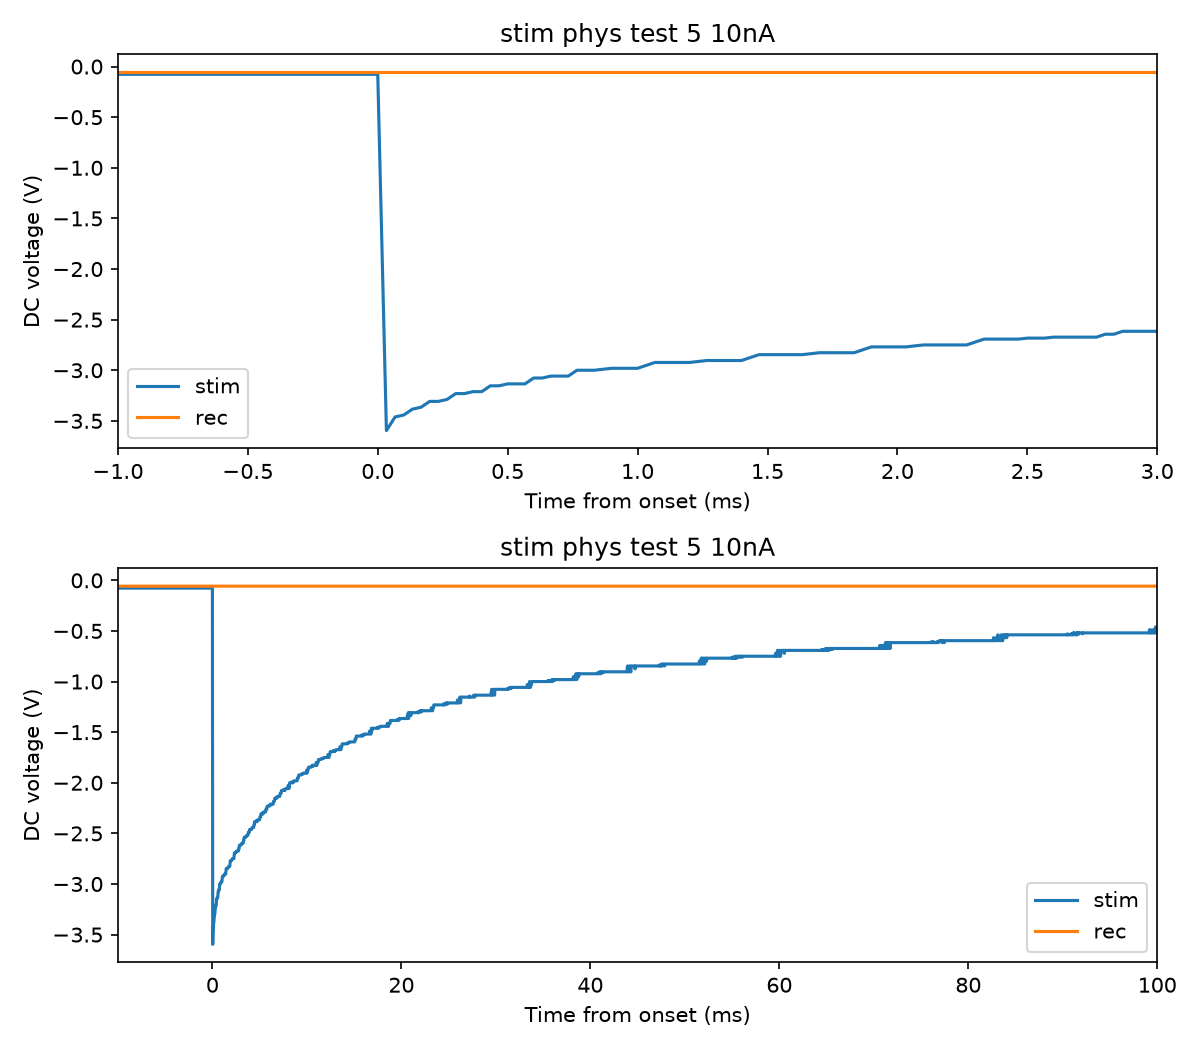 stim phys test 5 10nA
DC voltage (V)
0.0
−0.5
−1.0
−1.5
−2.0
−2.5
−3.0
−3.5
stim
rec
−1.0 −0.5 0.0 0.5 1.0 1.5 2.0 2.5 3.0
Time from onset (ms)
stim phys test 5 10nA
DC voltage (V)
0.0
−0.5
−1.0
−1.5
−2.0
−2.5
−3.0
−3.5
stim
rec
0 20 40 60 80 100
Time from onset (ms)